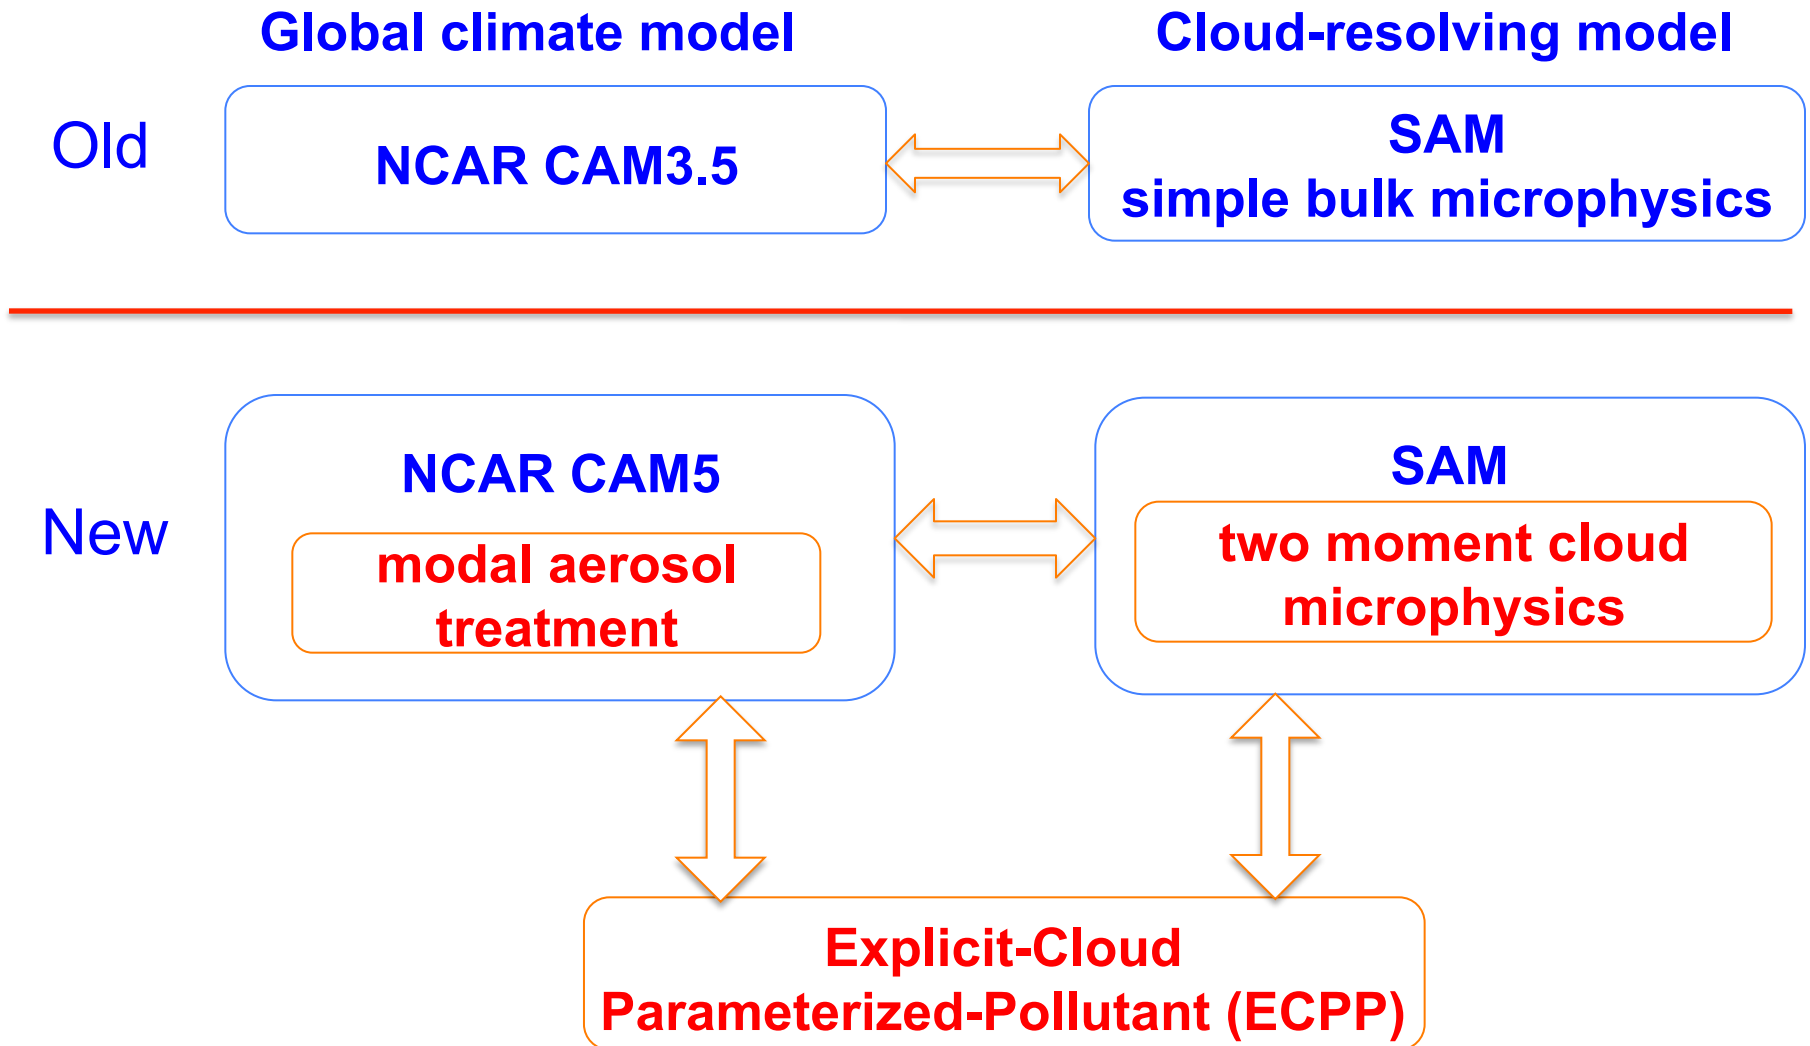 Global climate model
Cloud-resolving model
Old
NCAR CAM3.5
SAM
simple bulk microphysics
New
NCAR CAM5
modal aerosol
treatment
SAM
two moment cloud
microphysics
Explicit-Cloud
Parameterized-Pollutant (ECPP)